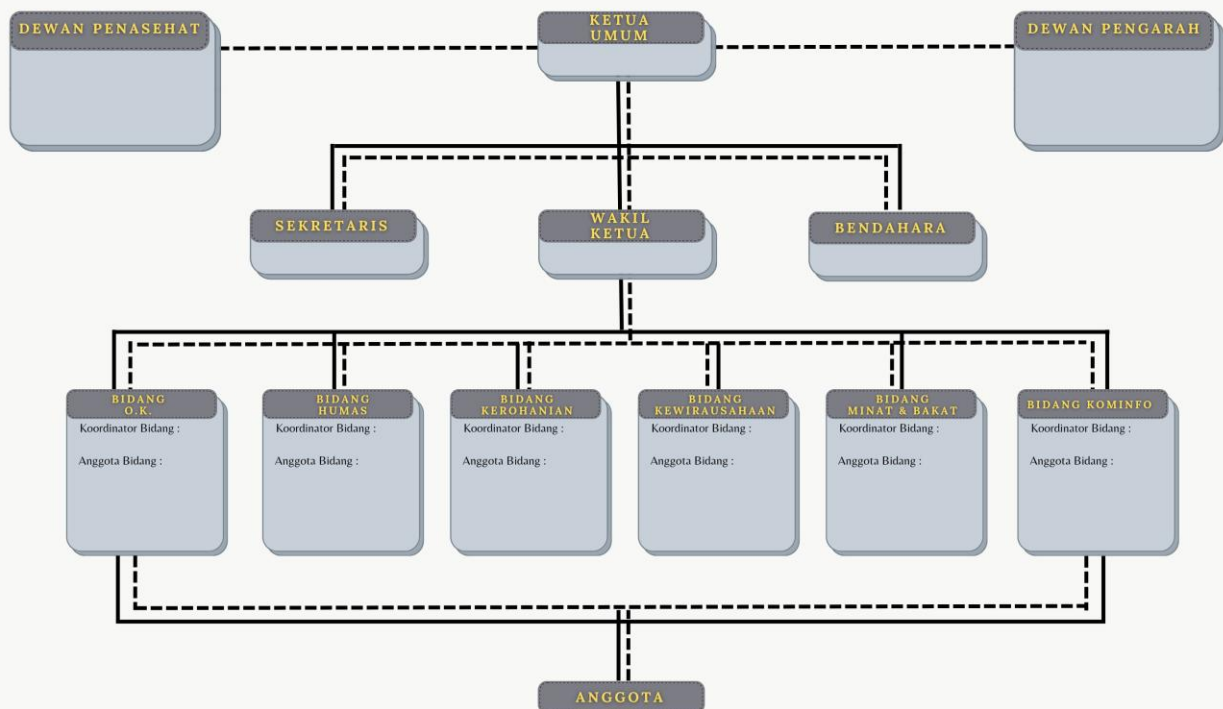 DEWAN PENASEHAT
KETUA
UMUM
DEWAN PENGARAH
SEKRETARIS
WAKIL
KETUA
BENDAHARA
BIDANG
O.K.
Koordinator Bidang :
Anggota Bidang :
BIDANG
HUMAS
Koordinator Bidang :
Anggota Bidang :
BIDANG
KEROHANIAN
Koordinator Bidang :
Anggota Bidang :
BIDANG
KEWIRAUSAHAAN
Koordinator Bidang :
Anggota Bidang :
BIDANG
MINAT & BAKAT
Koordinator Bidang :
Anggota Bidang :
BIDANG KOMINFO
Koordinator Bidang :
Anggota Bidang :
ANGGOTA